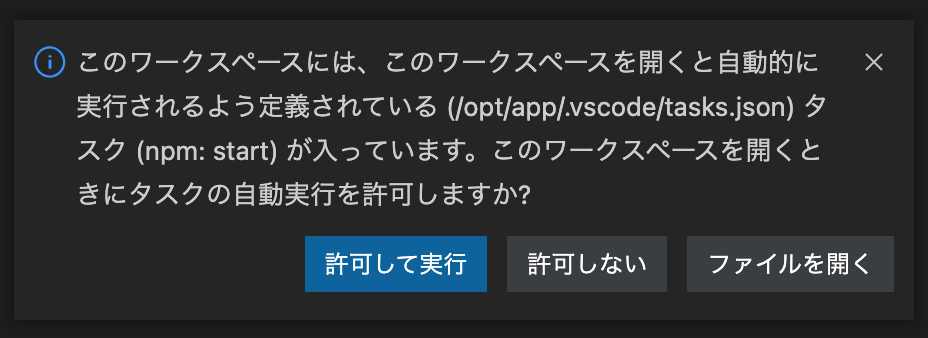 このワークスペースには、このワークスペースを開くと自動的に
実行されるよう定義されている (/opt/app/.vscode/tasks.json) タ
スク (npm: start) が入っています。このワークスペースを開くと
きにタスクの自動実行を許可しますか?
許可して実行 許可しない ファイルを開く